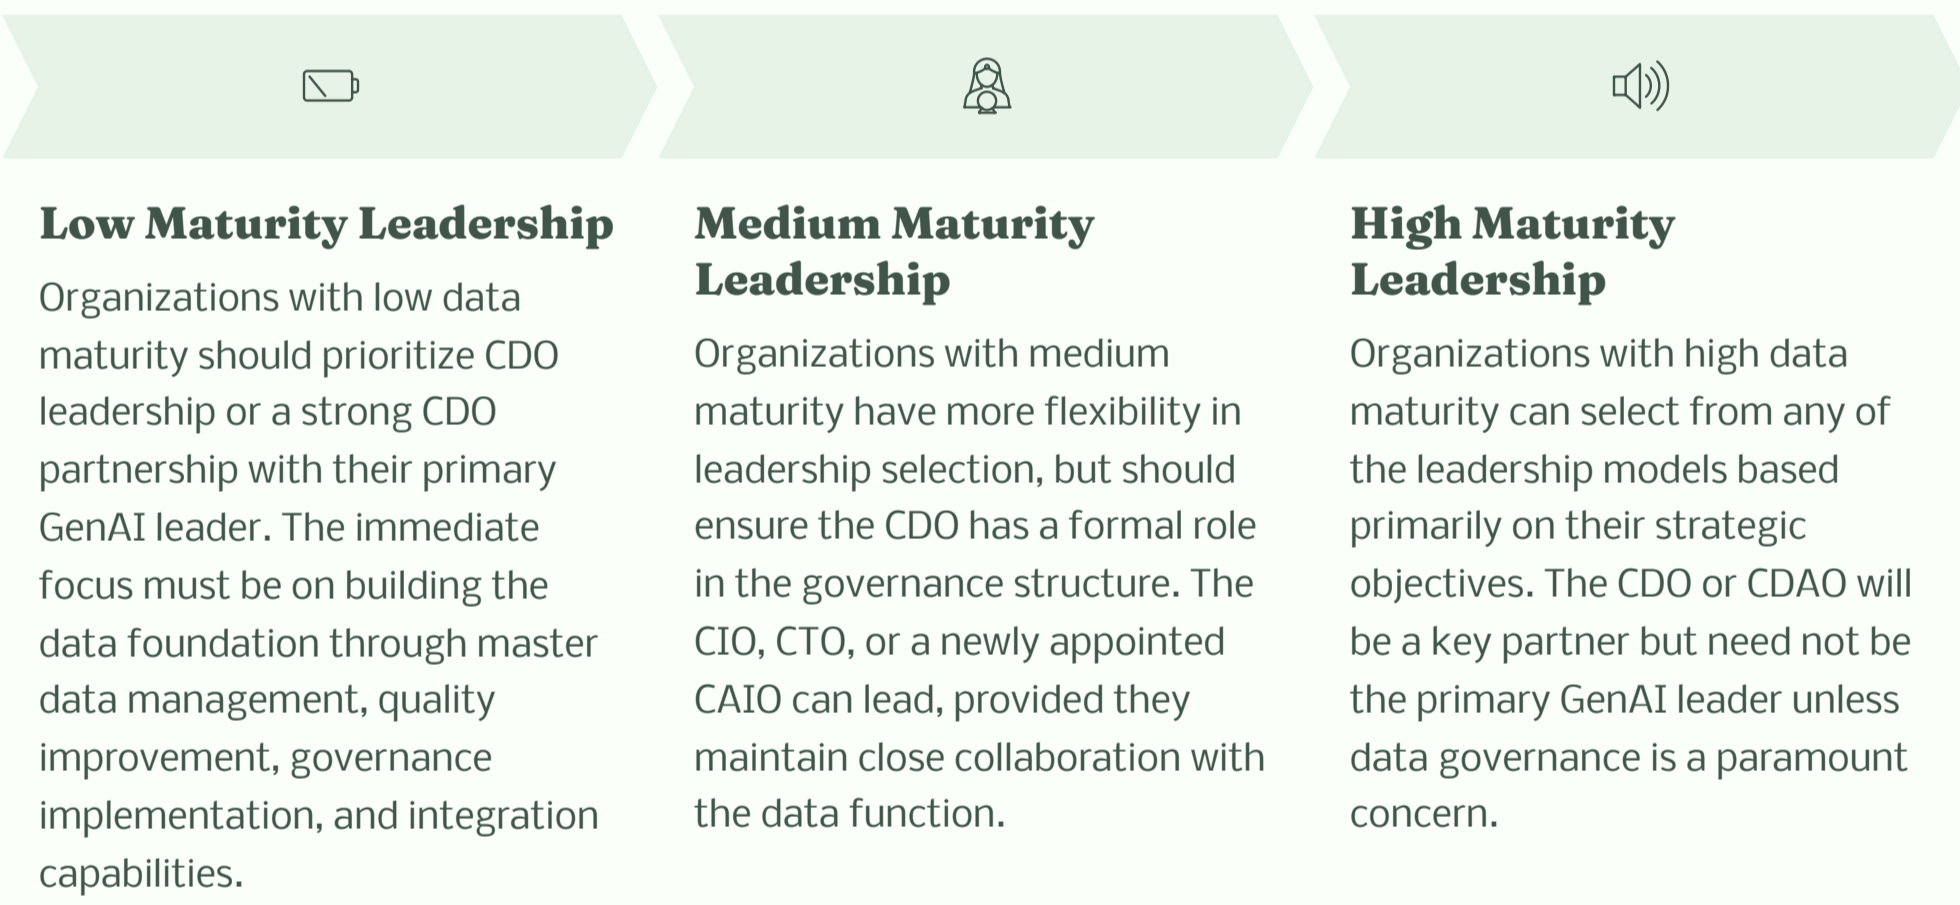 Low Maturity Leadership
Organizations with low data
maturity should prioritize CDO
leadership or a strong CDO
partnership with their primary
GenAI leader. The immediate
focus must be on building the
data foundation through master
data management, quality
improvement, governance
implementation, and integration
capabilities.
Medium Maturity
Leadership
Organizations with medium
maturity have more flexibility in
leadership selection, but should
ensure the CDO has a formal role
in the governance structure. The
CIO, CTO, or a newly appointed
CAIO can lead, provided they
maintain close collaboration with
the data function.
High Maturity
Leadership
Organizations with high data
maturity can select from any of
the leadership models based
primarily on their strategic
objectives. The CDO or CDAO will
be a key partner but need not be
the primary GenAI leader unless
data governance is a paramount
concern.